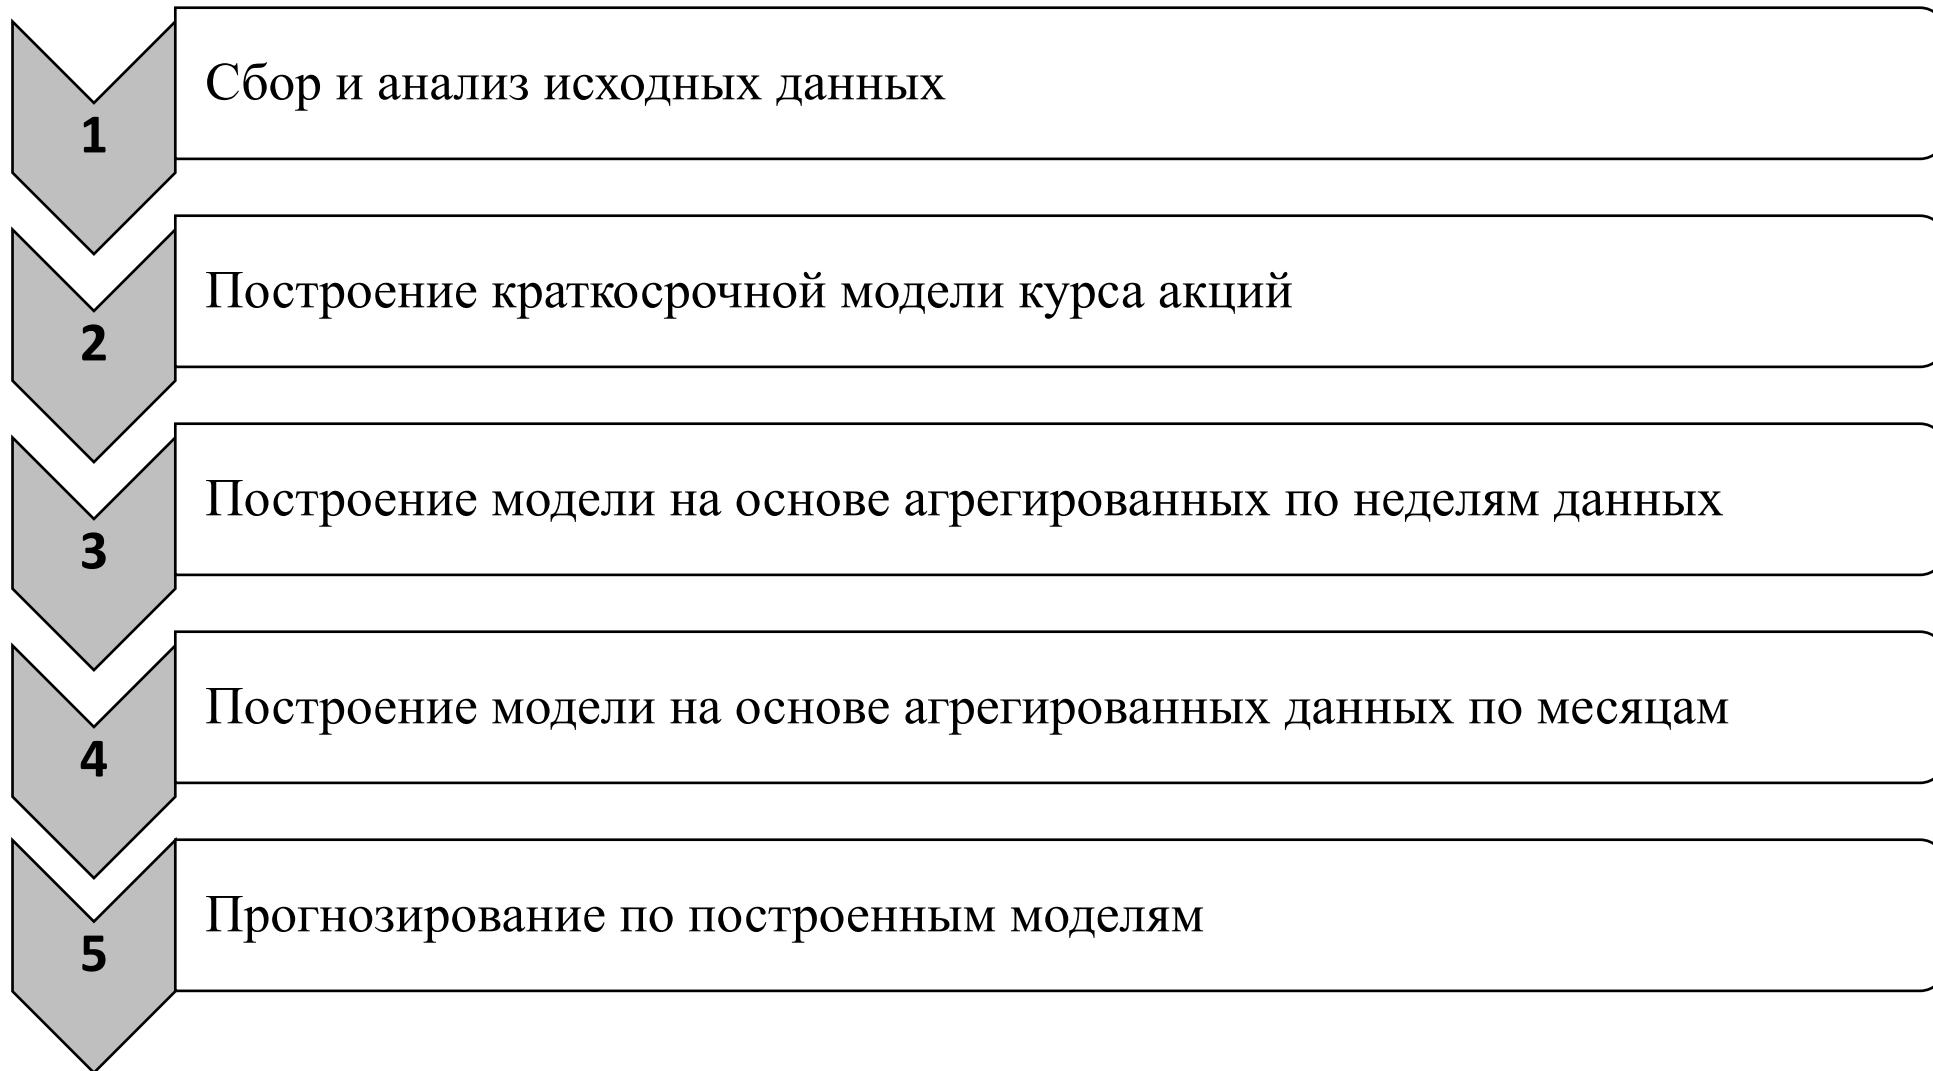 1
Сбор и анализ исходных данных
2
Построение краткосрочной модели курса акций
3
Построение модели на основе агрегированных по неделям данных
4
Построение модели на основе агрегированных данных по месяцам
5
Прогнозирование по построенным моделям